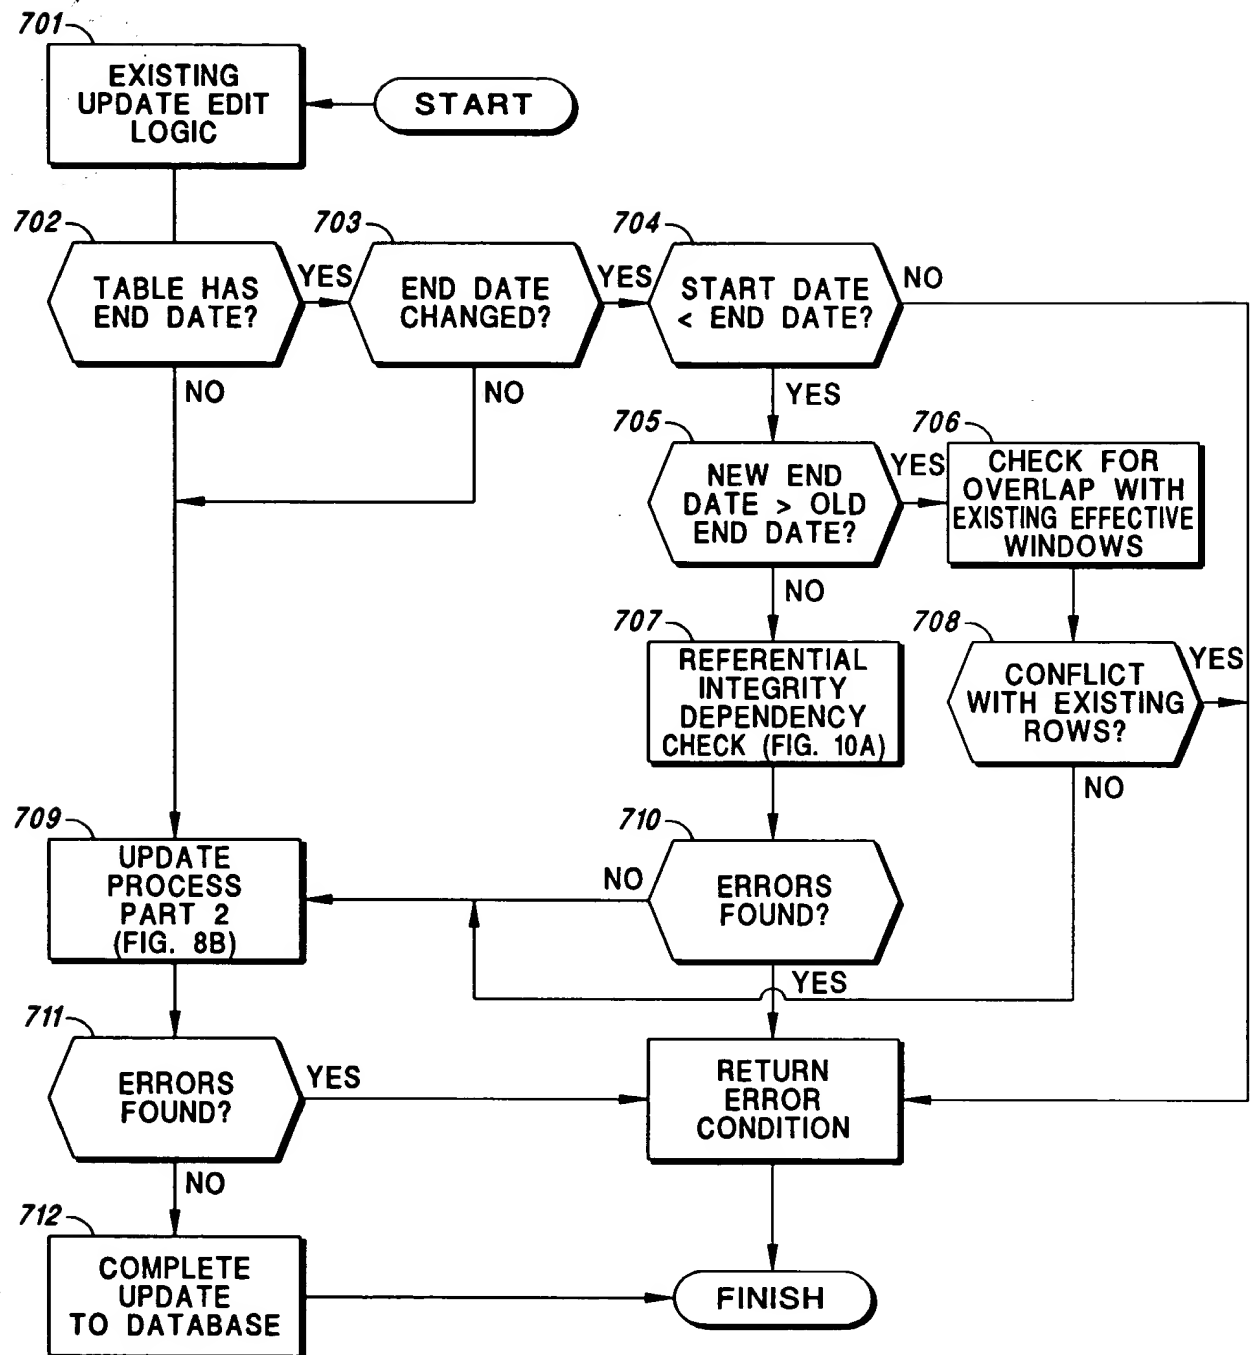 701
EXISTING
UPDATE EDIT
LOGIC
START
702
TABLE HAS
END DATE?
YES
NO
703
END DATE
CHANGED?
YES
NO
704
START DATE
< END DATE?
NO
YES
705
NEW END
DATE > OLD
END DATE?
YES
NO
706
CHECK FOR
OVERLAP WITH
EXISTING EFFECTIVE
WINDOWS
707
REFERENTIAL
INTEGRITY
DEPENDENCY
CHECK (FIG. 10A)
708
CONFLICT
WITH EXISTING
ROWS?
YES
NO
709
UPDATE
PROCESS
PART 2
(FIG. 8B)
710
ERRORS
FOUND?
NO
YES
711
ERRORS
FOUND?
YES
NO
RETURN
ERROR
CONDITION
712
COMPLETE
UPDATE
TO DATABASE
FINISH